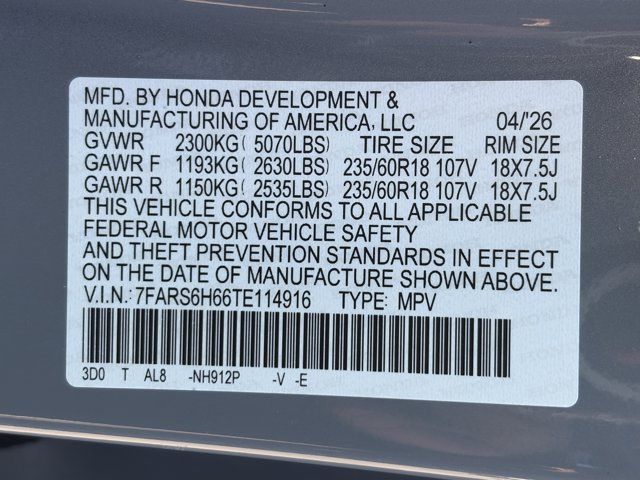 MFD. BY HONDA DEVELOPMENT &
MANUFACTURING OF AMERICA, LLC 04/'26
GVWR 2300KG( 5070LBS) TIRE SIZE RIM SIZE
GAWR F 1193KG( 2630LBS) 235/60R18 107V 18X7.5J
GAWR R 1150KG( 2535LBS) 235/60R18 107V 18X7.5J
THIS VEHICLE CONFORMS TO ALL APPLICABLE
FEDERAL MOTOR VEHICLE SAFETY
AND THEFT PREVENTION STANDARDS IN EFFECT
ON THE DATE OF MANUFACTURE SHOWN ABOVE.
V.I.N.: 7FARS6H66TE114916 TYPE: MPV
3D0 T AL8 -NH912P -V -E